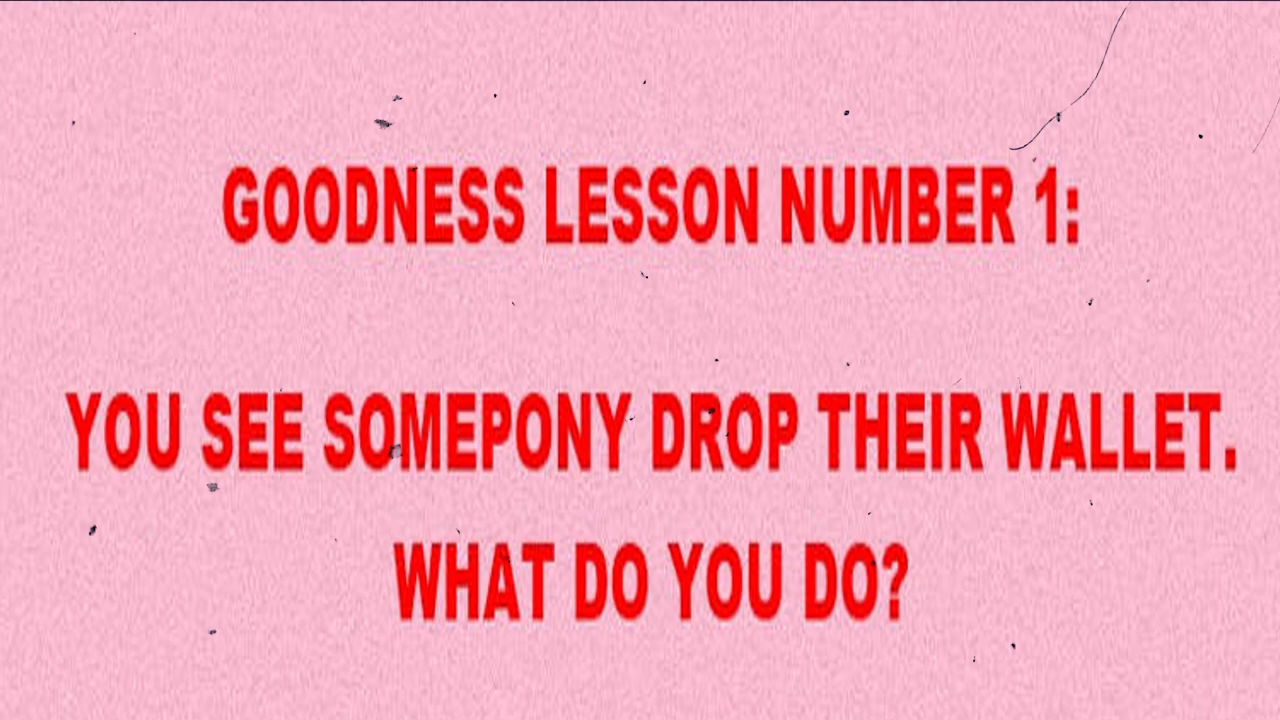 GOODNESS LESSON NUMBER 1:
YOU SEE SOMEPONY DROP THEIR WALLET.
WHAT DO YOU DO?